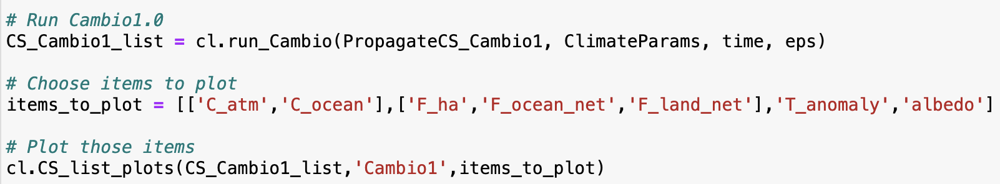 # Run Cambio1.0
CS_Cambio1_list = cl.run_Cambio(PropagateCS_Cambio1, ClimateParams, time, eps)
# Choose items to plot
items_to_plot = [['C_atm','C_ocean'],['F_ha','F_ocean_net','F_land_net'],'T_anomaly','albedo']
# Plot those items
cl.CS_list_plots(CS_Cambio1_list,'Cambio1',items_to_plot)